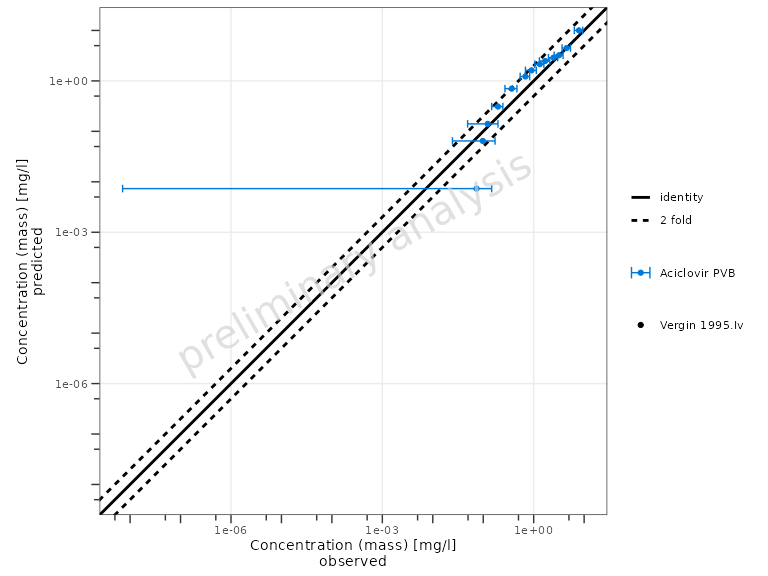 Concentration (mass) [mg/l]
predicted
1e+00
1e-03
1e-06
preliminary analysis
1e-06
1e-03
1e+00
Concentration (mass) [mg/l]
observed
identity
2 fold
Aciclovir PVB
Vergin 1995.Iv